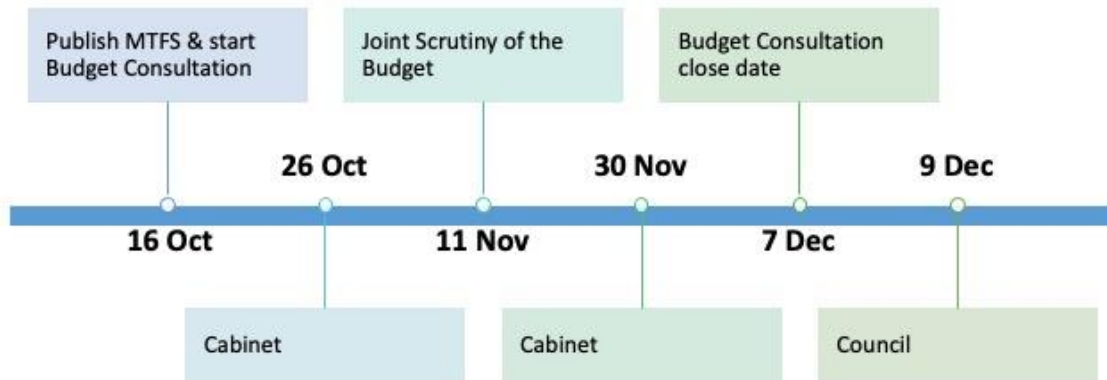 Publish MTFS & start
Budget Consultation
Joint Scrutiny of the
Budget
Budget Consultation
close date
26 Oct
30 Nov
9 Dec
16 Oct
11 Nov
7 Dec
Cabinet
Cabinet
Council